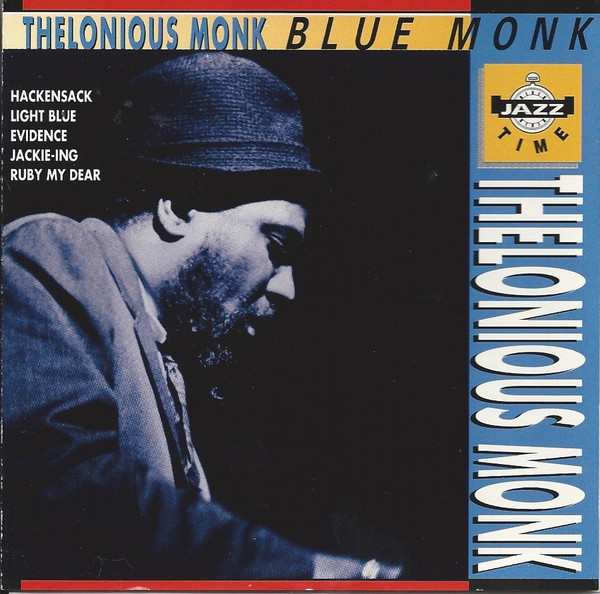 THELONIOUS MONK BLUE MONK
HACKENSACK
LIGHT BLUE
EVIDENCE
JACKIE-ING
RUBY MY DEAR
JAZZ
TIME
THELONIOUS MONK